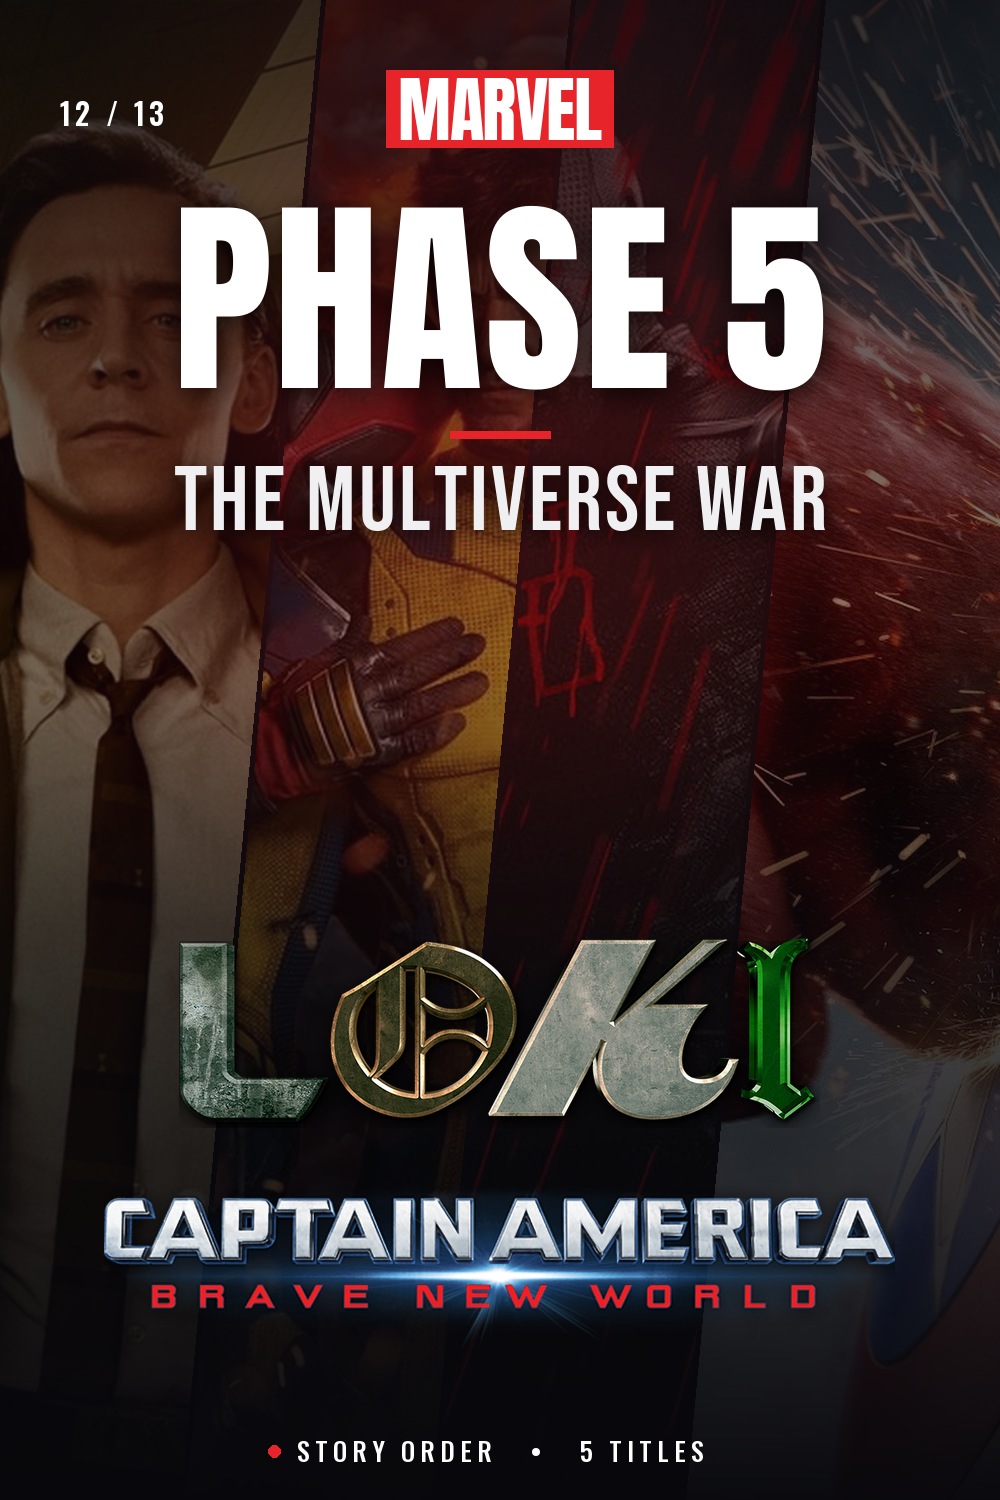 12 / 13
MARVEL
PHASE 5
THE MULTIVERSE WAR
LOKI
CAPTAIN AMERICA
BRAVE NEW WORLD
STORY ORDER • 5 TITLES